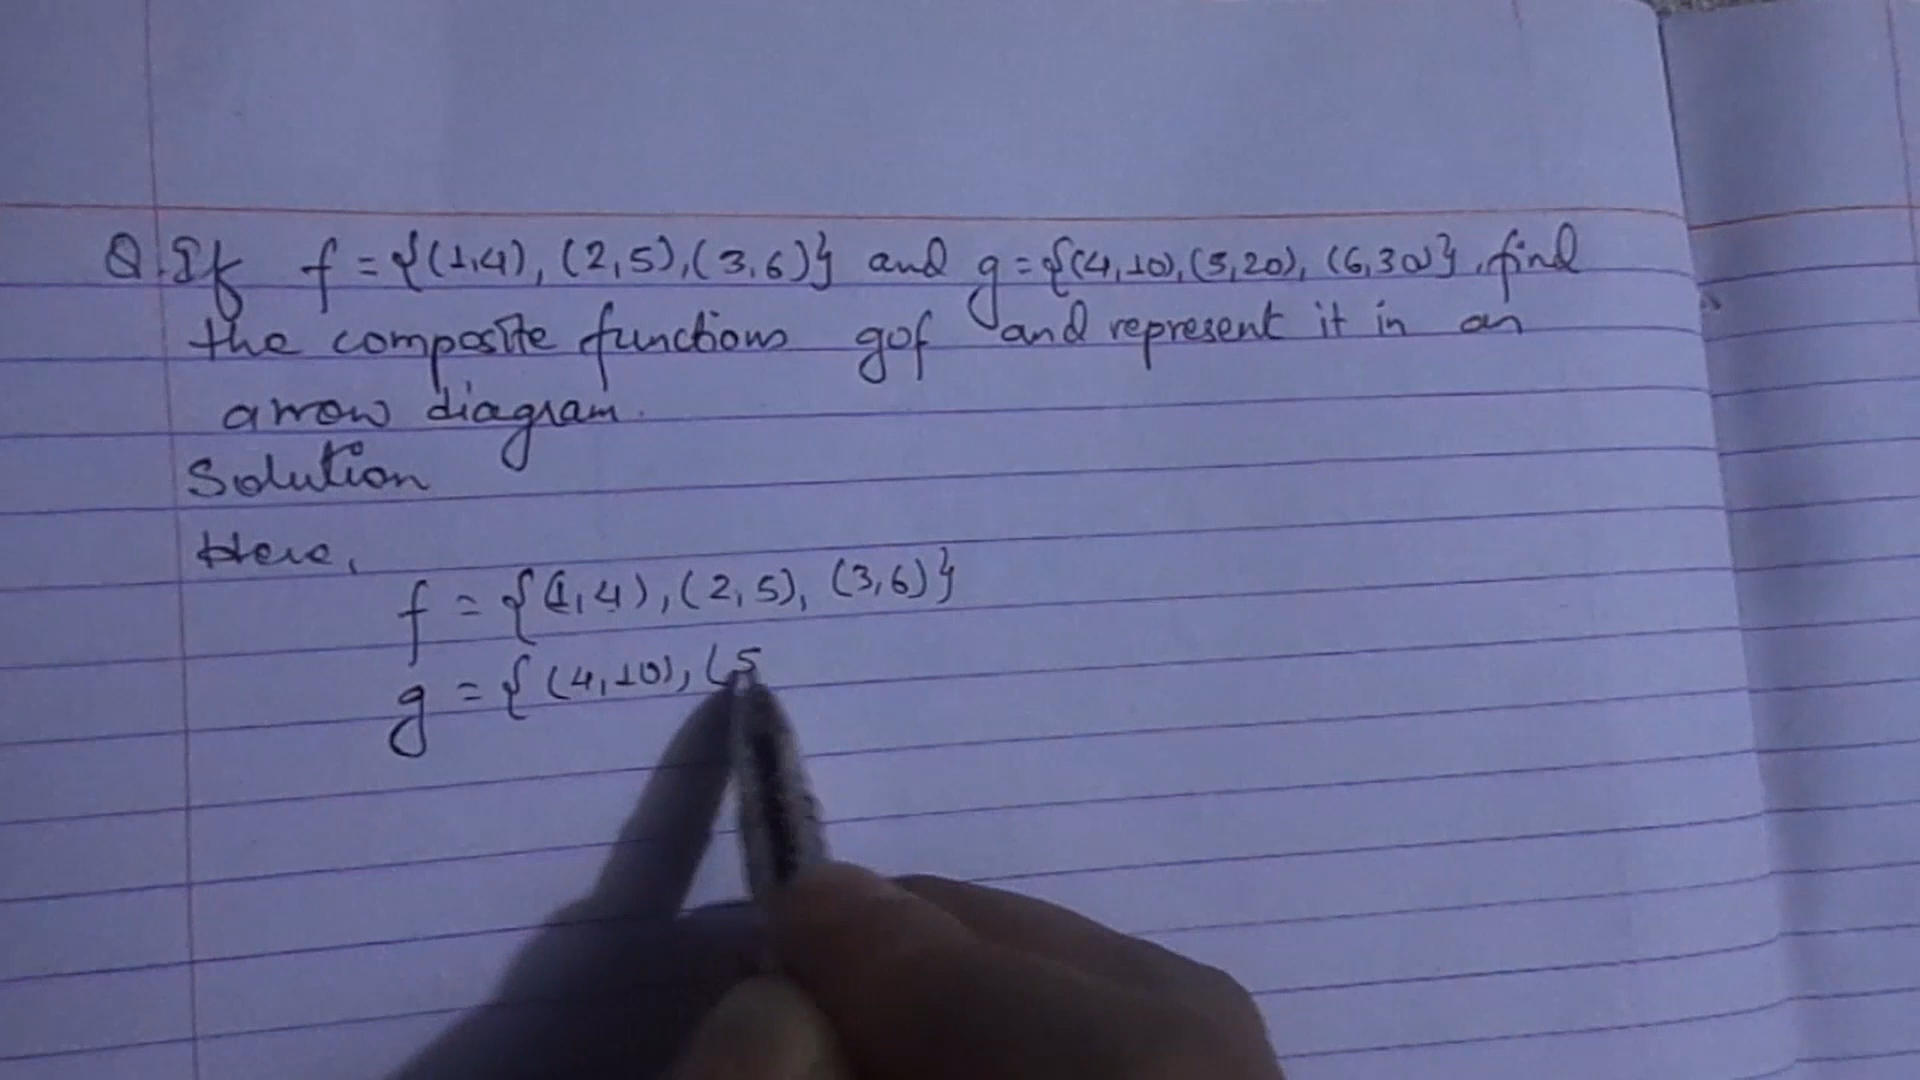 Q. If f = {(1,4), (2,5), (3,6)} and g = {(4,10), (5,20), (6,30)}, find
the composite functions gof and represent it in an
arrow diagram.
Solution
Here,
f = {(1,4), (2,5), (3,6)}
g = {(4,10), (5